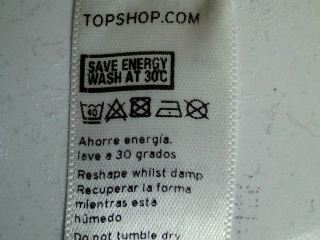 TOPSHOP.COM
SAVE ENERGY
WASH AT 30°C
40
Ahorre energía,
lave a 30 grados
Reshape whilst damp
Recuperar la forma
mientras está
húmedo
Do not tumble dry